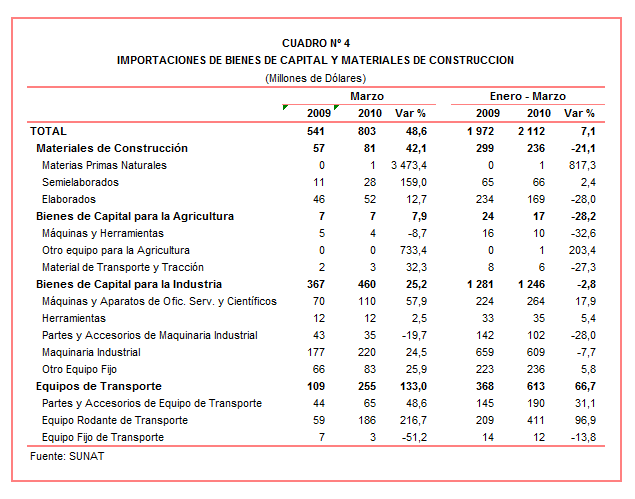 CUADRO Nº 4
IMPORTACIONES DE BIENES DE CAPITAL Y MATERIALES DE CONSTRUCCION
(Millones de Dólares)
Marzo Enero - Marzo
2009 2010 Var % 2009 2010 Var %
TOTAL 541 803 48,6 1 972 2 112 7,1
Materiales de Construcción 57 81 42,1 299 236 -21,1
Materias Primas Naturales 0 1 3 473,4 0 1 817,3
Semielaborados 11 28 159,0 65 66 2,4
Elaborados 46 52 12,7 234 169 -28,0
Bienes de Capital para la Agricultura 7 7 7,9 24 17 -28,2
Máquinas y Herramientas 5 4 -8,7 16 10 -32,6
Otro equipo para la Agricultura 0 0 733,4 0 1 203,4
Material de Transporte y Tracción 2 3 32,3 8 6 -27,3
Bienes de Capital para la Industria 367 460 25,2 1 281 1 246 -2,8
Máquinas y Aparatos de Ofic. Serv. y Científicos 70 110 57,9 224 264 17,9
Herramientas 12 12 2,5 33 35 5,4
Partes y Accesorios de Maquinaria Industrial 43 35 -19,7 142 102 -28,0
Maquinaria Industrial 177 220 24,5 659 609 -7,7
Otro Equipo Fijo 66 83 25,9 223 236 5,8
Equipos de Transporte 109 255 133,0 368 613 66,7
Partes y Accesorios de Equipo de Transporte 44 65 48,6 145 190 31,1
Equipo Rodante de Transporte 59 186 216,7 209 411 96,9
Equipo Fijo de Transporte 7 3 -51,2 14 12 -13,8
Fuente: SUNAT